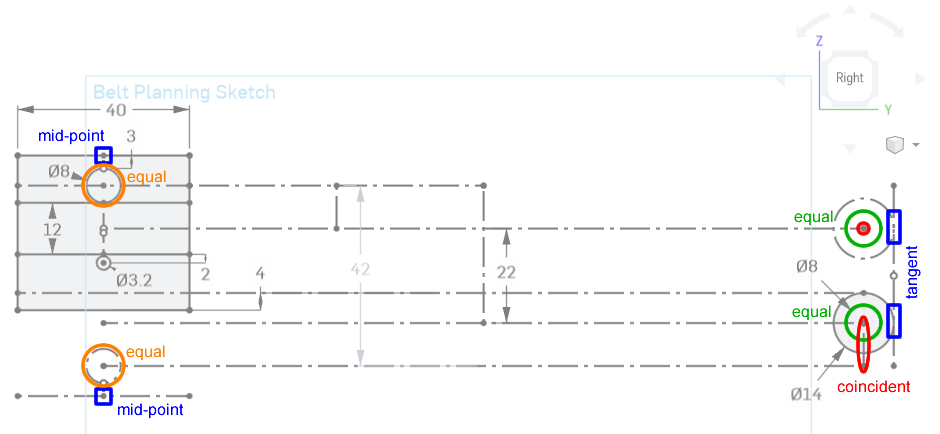 Z
Right
Y
Belt Planning Sketch
40
mid-point
3
Ø8
equal
12
2
Ø3.2
4
42
22
equal
Ø8
tangent
equal
equal
coincident
Ø14
mid-point